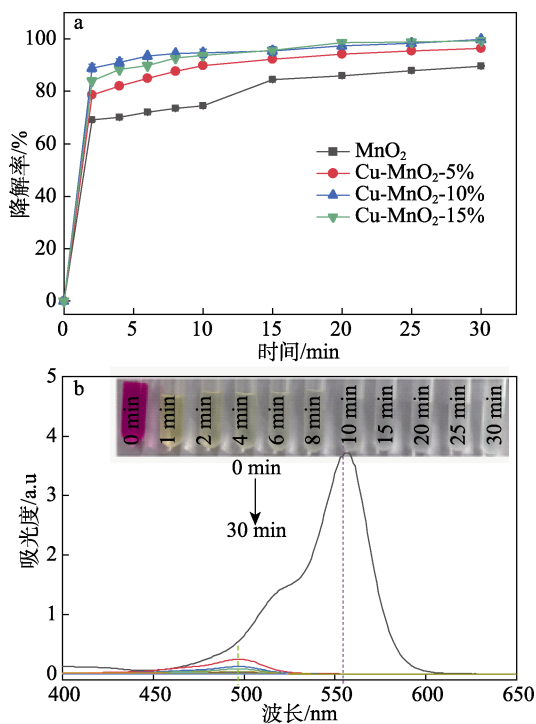 a
100
80
60
40
20
0
降解率/%
MnO₂
Cu-MnO₂-5%
Cu-MnO₂-10%
Cu-MnO₂-15%
0 5 10 15 20 25 30
时间/min
b
5
4
3
2
1
0
吸光度/a.u
0 min 1 min 2 min 4 min 6 min 8 min 10 min 15 min 20 min 25 min 30 min
0 min
30 min
400 450 500 550 600 650
波长/nm